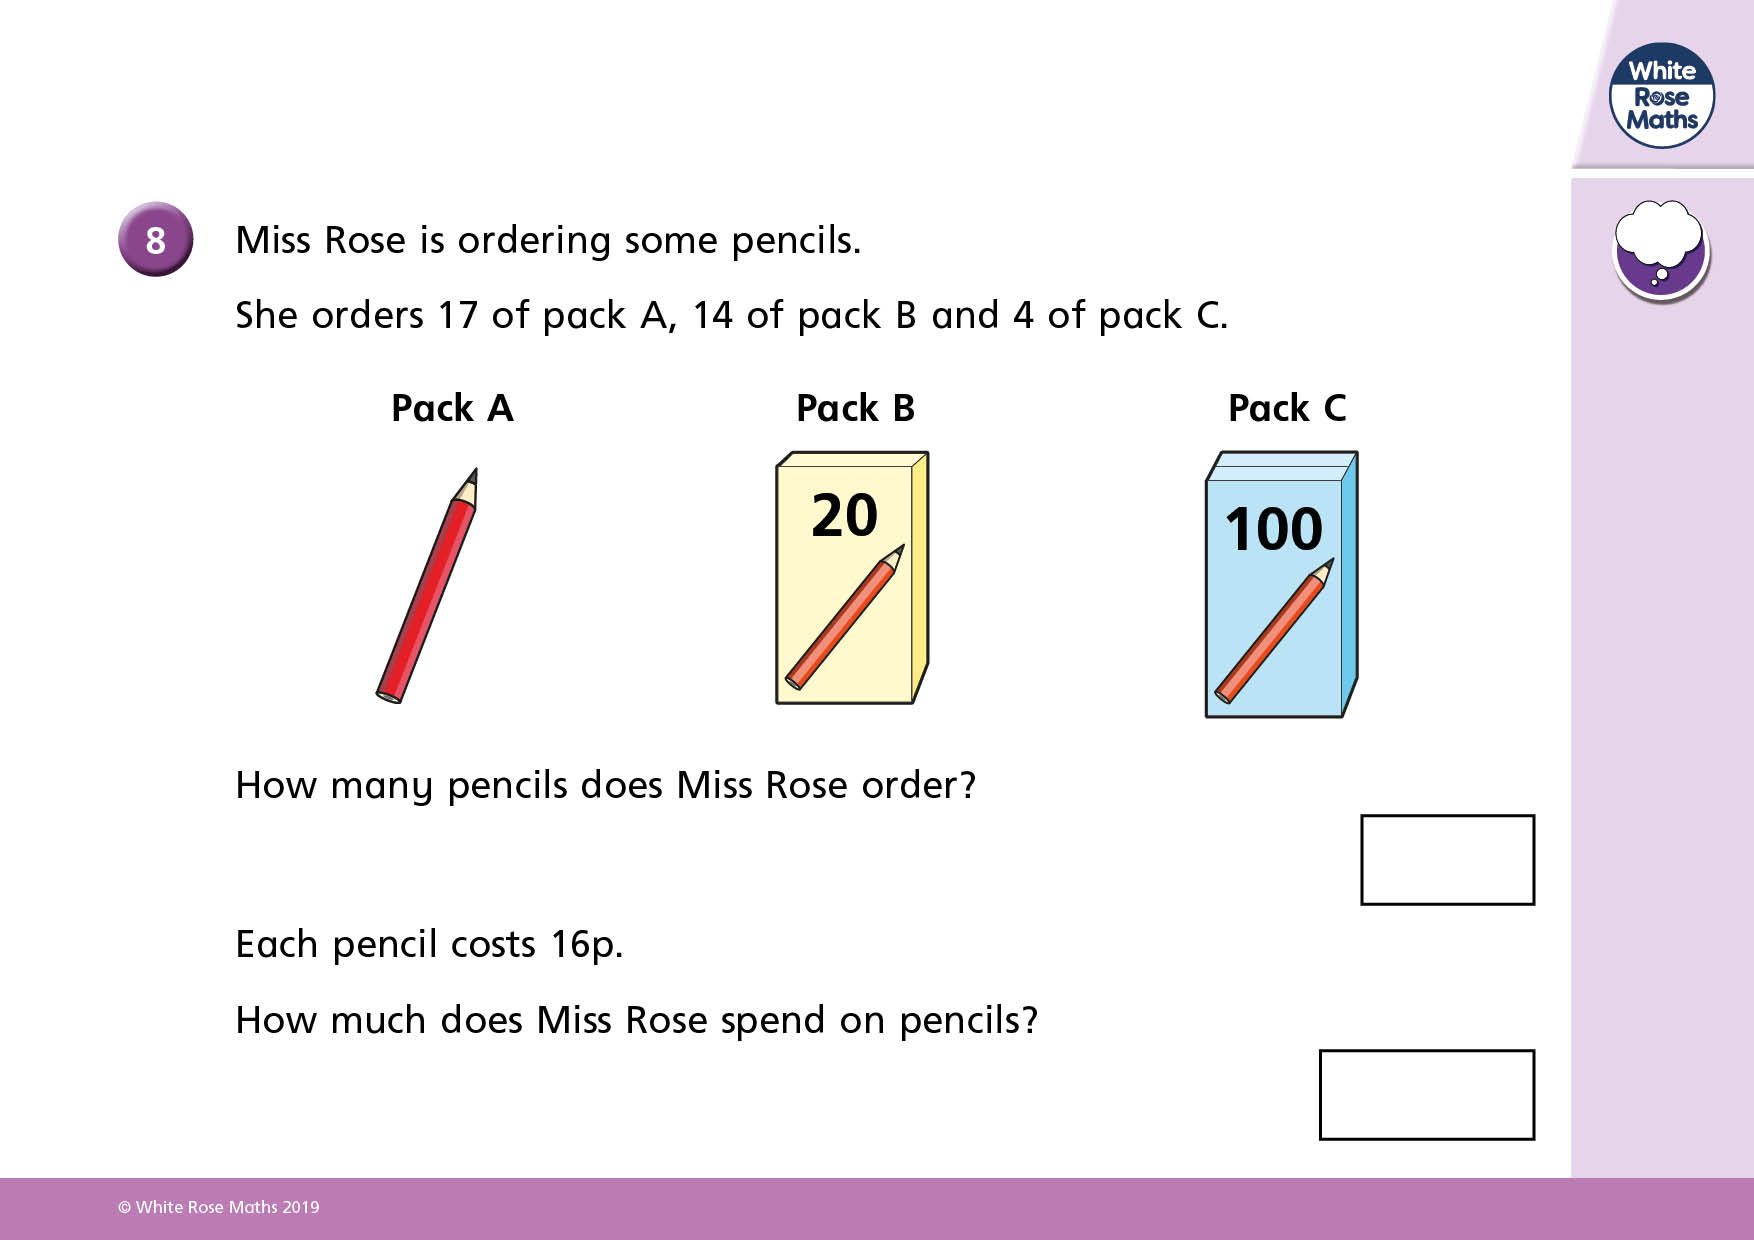 White
Rose
Maths
8
Miss Rose is ordering some pencils.
She orders 17 of pack A, 14 of pack B and 4 of pack C.
Pack A
Pack B
Pack C
20
100
How many pencils does Miss Rose order?
Each pencil costs 16p.
How much does Miss Rose spend on pencils?
© White Rose Maths 2019